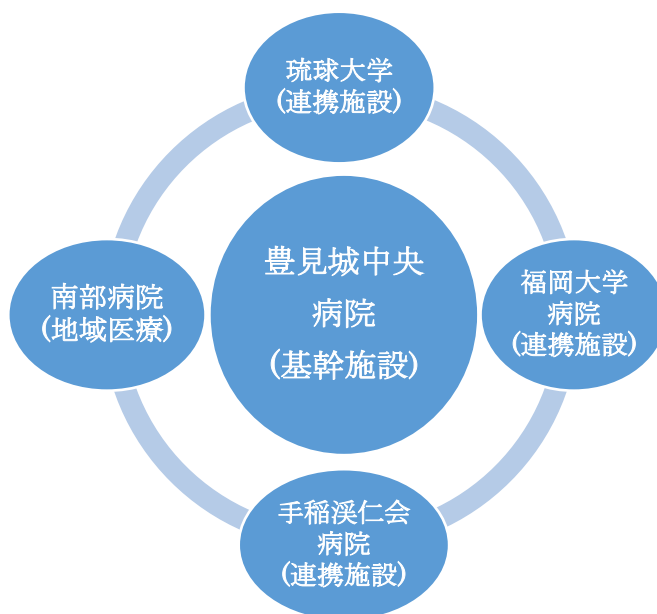 琉球大学
(連携施設)
豊見城中央
病院
(基幹施設)
南部病院
(地域医療)
福岡大学
病院
(連携施設)
手稲渓仁会
病院
(連携施設)